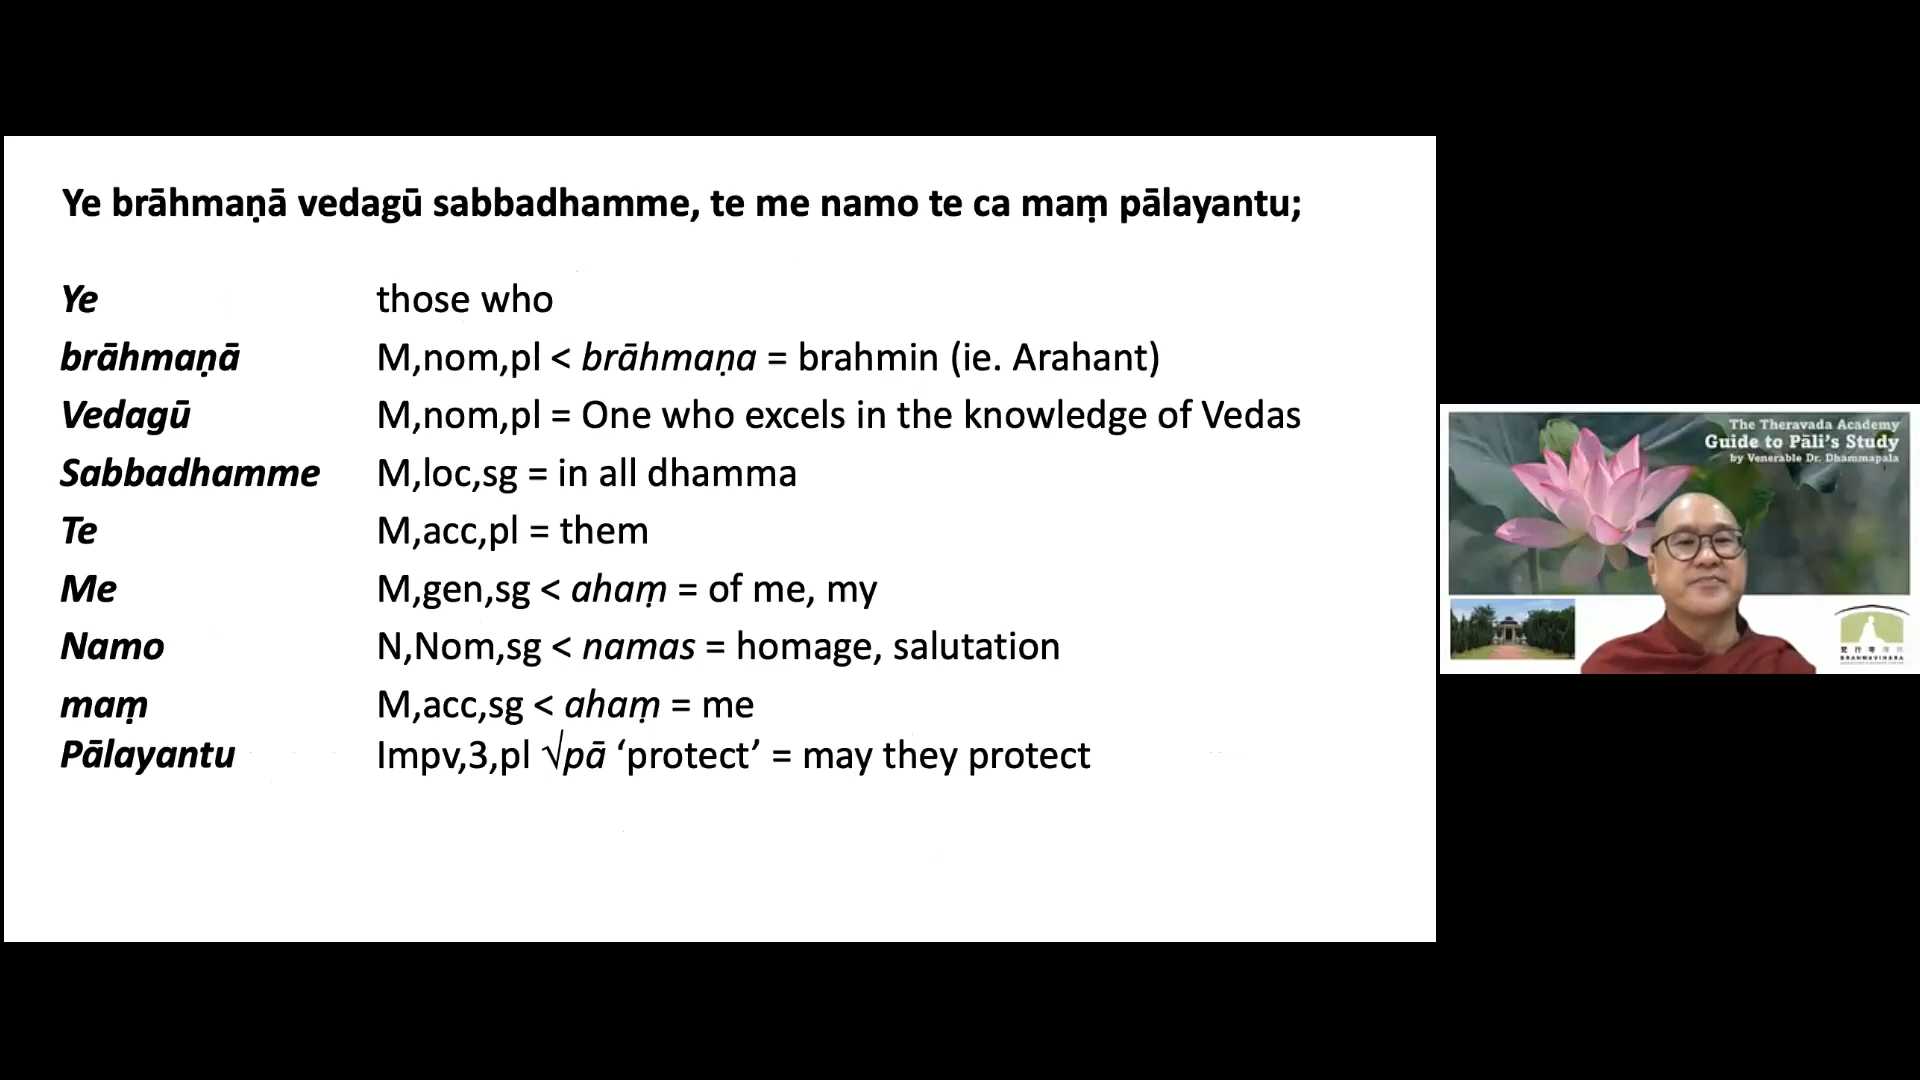 Ye brāhmaṇā vedagū sabbadhamme, te me namo te ca maṃ pālayantu;
Ye those who
brāhmaṇā M,nom,pl < brāhmaṇa = brahmin (ie. Arahant)
Vedagū M,nom,pl = One who excels in the knowledge of Vedas
Sabbadhamme M,loc,sg = in all dhamma
Te M,acc,pl = them
Me M,gen,sg < ahaṃ = of me, my
Namo N,Nom,sg < namas = homage, salutation
maṃ M,acc,sg < ahaṃ = me
Pālayantu Impv,3,pl √pā ‘protect’ = may they protect
The Theravada Academy
Guide to Pāli's Study
by Venerable Dr. Dhammapala
BRAHMAVIHARA